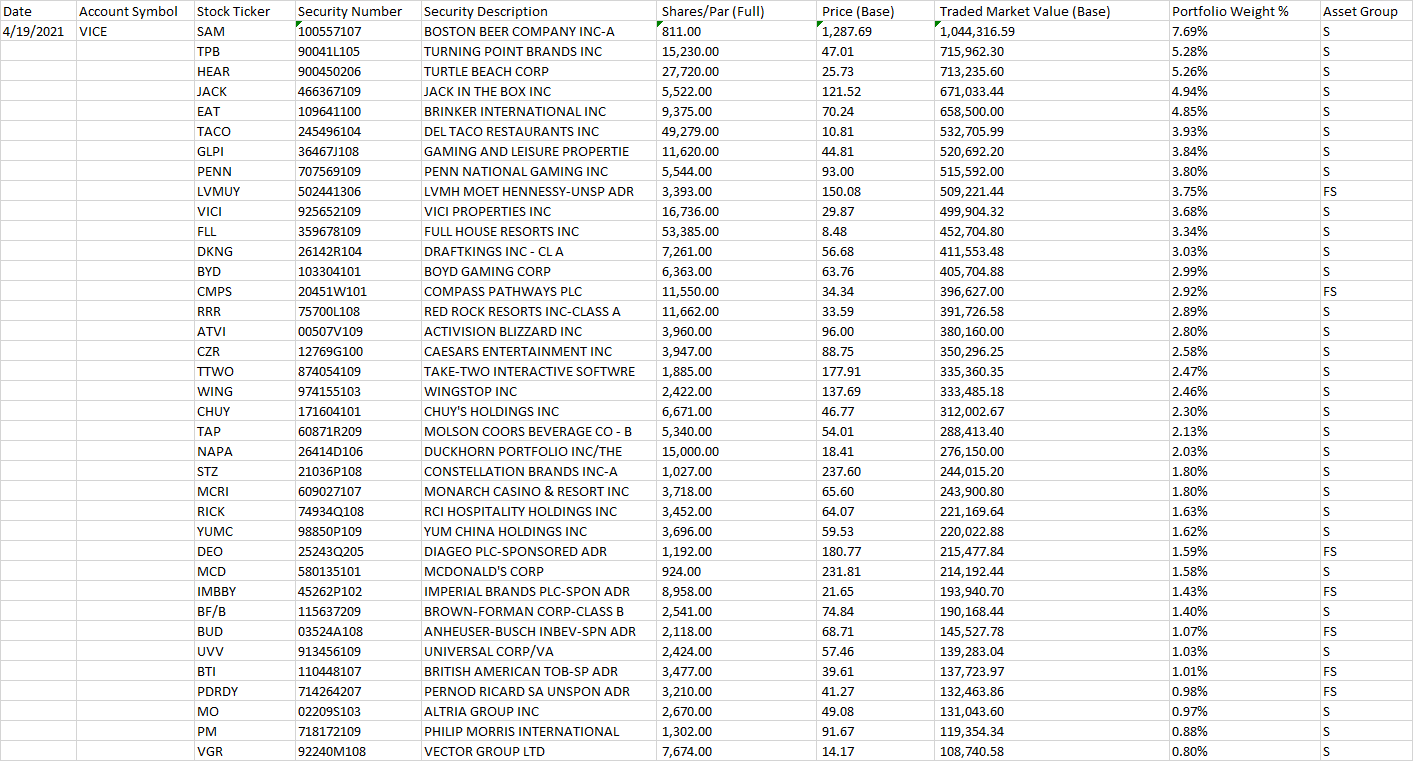 Date Account Symbol Stock Ticker Security Number Security Description Shares/Par (Full) Price (Base) Traded Market Value (Base) Portfolio Weight % Asset Group
4/19/2021 VICE SAM 100557107 BOSTON BEER COMPANY INC-A 811.00 1,287.69 1,044,316.59 7.69% S
TPB 90041L105 TURNING POINT BRANDS INC 15,230.00 47.01 715,962.30 5.28% S
HEAR 900450206 TURTLE BEACH CORP 27,720.00 25.73 713,235.60 5.26% S
JACK 466367109 JACK IN THE BOX INC 5,522.00 121.52 671,033.44 4.94% S
EAT 109641100 BRINKER INTERNATIONAL INC 9,375.00 70.24 658,500.00 4.85% S
TACO 245496104 DEL TACO RESTAURANTS INC 49,279.00 10.81 532,705.99 3.93% S
GLPI 36467J108 GAMING AND LEISURE PROPERTIE 11,620.00 44.81 520,692.20 3.84% S
PENN 707569109 PENN NATIONAL GAMING INC 5,544.00 93.00 515,592.00 3.80% S
LVMUY 502441306 LVMH MOET HENNESSY-UNSP ADR 3,393.00 150.08 509,221.44 3.75% FS
VICI 925652109 VICI PROPERTIES INC 16,736.00 29.87 499,904.32 3.68% S
FLL 359678109 FULL HOUSE RESORTS INC 53,385.00 8.48 452,704.80 3.34% S
DKNG 26142R104 DRAFTKINGS INC - CL A 7,261.00 56.68 411,553.48 3.03% S
BYD 103304101 BOYD GAMING CORP 6,363.00 63.76 405,704.88 2.99% S
CMPS 20451W101 COMPASS PATHWAYS PLC 11,550.00 34.34 396,627.00 2.92% FS
RRR 75700L108 RED ROCK RESORTS INC-CLASS A 11,662.00 33.59 391,726.58 2.89% S
ATVI 00507V109 ACTIVISION BLIZZARD INC 3,960.00 96.00 380,160.00 2.80% S
CZR 12769G100 CAESARS ENTERTAINMENT INC 3,947.00 88.75 350,296.25 2.58% S
TTWO 874054109 TAKE-TWO INTERACTIVE SOFTWRE 1,885.00 177.91 335,360.35 2.47% S
WING 974155103 WINGSTOP INC 2,422.00 137.69 333,485.18 2.46% S
CHUY 171604101 CHUY'S HOLDINGS INC 6,671.00 46.77 312,002.67 2.30% S
TAP 60871R209 MOLSON COORS BEVERAGE CO - B 5,340.00 54.01 288,413.40 2.13% S
NAPA 26414D106 DUCKHORN PORTFOLIO INC/THE 15,000.00 18.41 276,150.00 2.03% S
STZ 21036P108 CONSTELLATION BRANDS INC-A 1,027.00 237.60 244,015.20 1.80% S
MCRI 609027107 MONARCH CASINO & RESORT INC 3,718.00 65.60 243,900.80 1.80% S
RICK 74934Q108 RCI HOSPITALITY HOLDINGS INC 3,452.00 64.07 221,169.64 1.63% S
YUMC 98850P109 YUM CHINA HOLDINGS INC 3,696.00 59.53 220,022.88 1.62% S
DEO 25243Q205 DIAGEO PLC-SPONSORED ADR 1,192.00 180.77 215,477.84 1.59% FS
MCD 580135101 MCDONALD'S CORP 924.00 231.81 214,192.44 1.58% S
IMBBY 45262P102 IMPERIAL BRANDS PLC-SPON ADR 8,958.00 21.65 193,940.70 1.43% FS
BF/B 115637209 BROWN-FORMAN CORP-CLASS B 2,541.00 74.84 190,168.44 1.40% S
BUD 03524A108 ANHEUSER-BUSCH INBEV-SPN ADR 2,118.00 68.71 145,527.78 1.07% FS
UVV 913456109 UNIVERSAL CORP/VA 2,424.00 57.46 139,283.04 1.03% S
BTI 110448107 BRITISH AMERICAN TOB-SP ADR 3,477.00 39.61 137,723.97 1.01% FS
PDRDY 714264207 PERNOD RICARD SA UNSPON ADR 3,210.00 41.27 132,463.86 0.98% FS
MO 02209S103 ALTRIA GROUP INC 2,670.00 49.08 131,043.60 0.97% S
PM 718172109 PHILIP MORRIS INTERNATIONAL 1,302.00 91.67 119,354.34 0.88% S
VGR 92240M108 VECTOR GROUP LTD 7,674.00 14.17 108,740.58 0.80% S